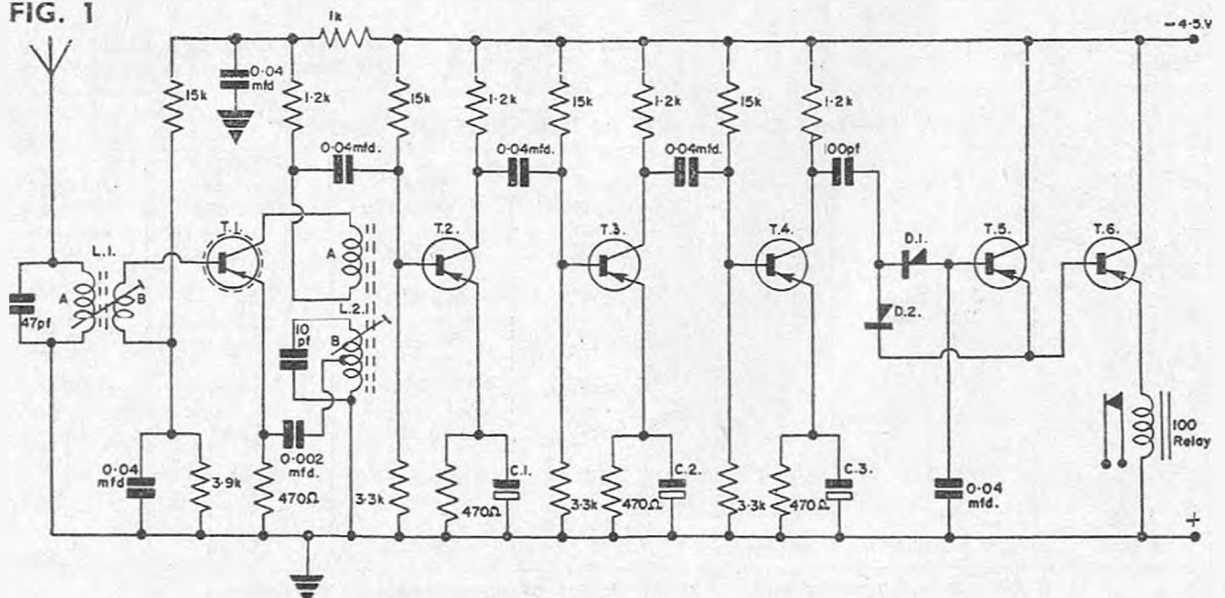 FIG. 1
1k
-4·5.V
0·04
mfd
15k
1·2k
15k
1·2k
15k
1·2k
15k
1·2k
0·04mfd.
0·04mfd.
0·04mfd.
100pf
T.1.
T.2.
T.3.
T.4.
T.5.
T.6.
L.1.
A
B
47pf
A
L.2.
B
10
pf
D.1.
D.2.
0·04
mfd
3·9k
470Ω
0·002
mfd.
3·3k
470Ω
C.1.
3·3k
470Ω
C.2.
3·3k
470Ω
C.3.
0·04
mfd.
100
Relay
+